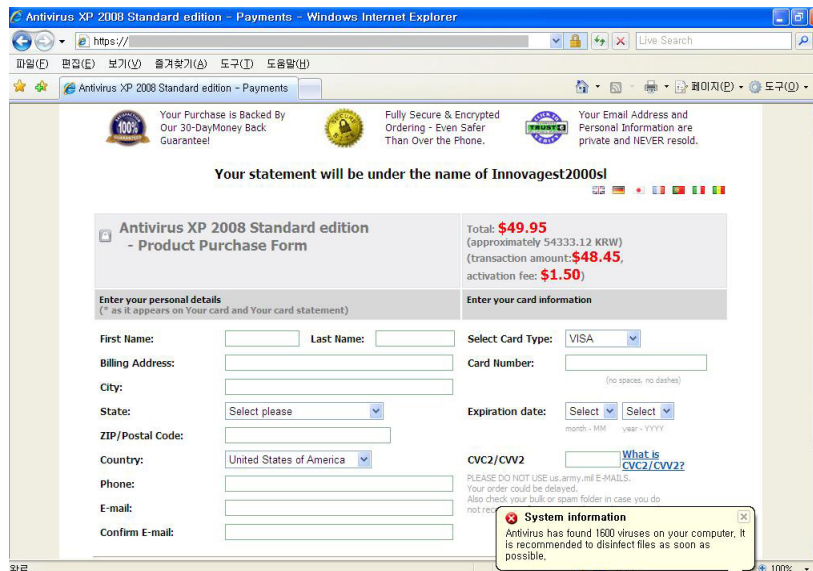 Antivirus XP 2008 Standard edition - Payments - Windows Internet Explorer
https://
Live Search
파일(F) 편집(E) 보기(V) 즐겨찾기(A) 도구(T) 도움말(H)
Antivirus XP 2008 Standard edition - Payments
페이지(P) 도구(O)
100%
Your Purchase is Backed By
Our 30-DayMoney Back
Guarantee!
Fully Secure & Encrypted
Ordering - Even Safer
Than Over the Phone.
TRUST
Your Email Address and
Personal Information are
private and NEVER resold.
Your statement will be under the name of Innovagest2000sl
Antivirus XP 2008 Standard edition
- Product Purchase Form
Total: $49.95
(approximately 54333.12 KRW)
(transaction amount:$48.45,
activation fee: $1.50)
Enter your personal details
(* as it appears on Your card and Your card statement)
Enter your card information
First Name:
Last Name:
Billing Address:
City:
State: Select please
ZIP/Postal Code:
Country: United States of America
Phone:
E-mail:
Confirm E-mail:
Select Card Type: VISA
Card Number:
(no spaces, no dashes)
Expiration date: Select Select
month - MM year - YYYY
CVC2/CVV2
What is
CVC2/CVV2?
PLEASE DO NOT USE us.army.mil E-MAILS.
Your order could be delayed.
Also check your bulk or spam folder in case you do
not
System information
Antivirus has found 1600 viruses on your computer. It
is recommended to disinfect files as soon as
possible.
완료
100%